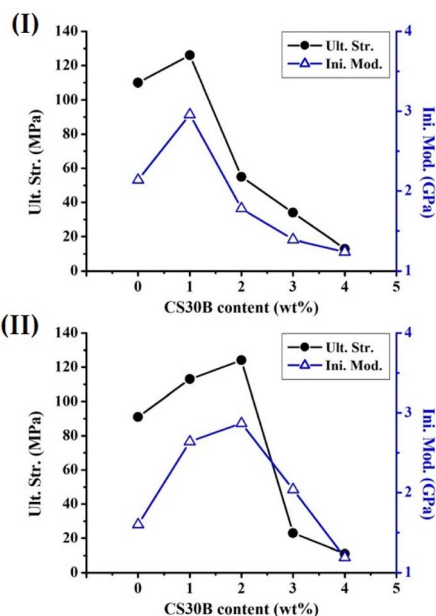 (I)
Ult. Str.
Ini. Mod.
140
120
100
80
60
40
20
0
Ult. Str. (MPa)
4
3
2
1
Ini. Mod. (GPa)
0 1 2 3 4 5
CS30B content (wt%)
(II)
Ult. Str.
Ini. Mod.
140
120
100
80
60
40
20
0
Ult. Str. (MPa)
4
3
2
1
Ini. Mod. (GPa)
0 1 2 3 4 5
CS30B content (wt%)